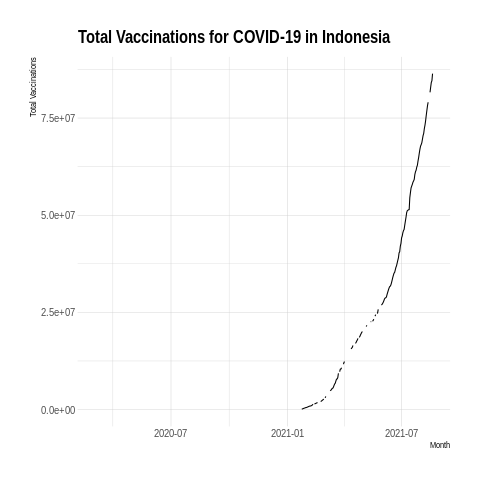 Total Vaccinations for COVID-19 in Indonesia
Total Vaccinations
7.5e+07
5.0e+07
2.5e+07
0.0e+00
2020-07 2021-01 2021-07
Month